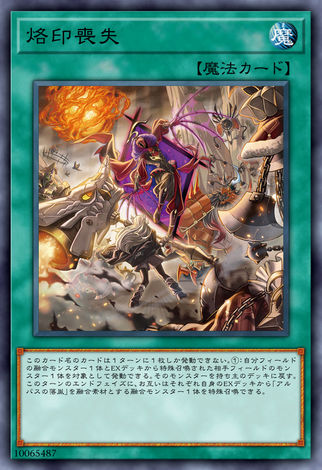 烙印喪失
魔
【魔法カード】
このカード名のカードは1ターンに1枚しか発動できない。①:自分フィールド
の融合モンスター1体とEXデッキから特殊召喚された相手フィールドのモン
スター1体を対象として発動できる。そのモンスターを持ち主のデッキに戻す。
このターンのエンドフェイズに、お互いはそれぞれ自身のEXデッキから「アル
バスの落胤」を融合素材とする融合モンスター1体を特殊召喚できる。
10065487